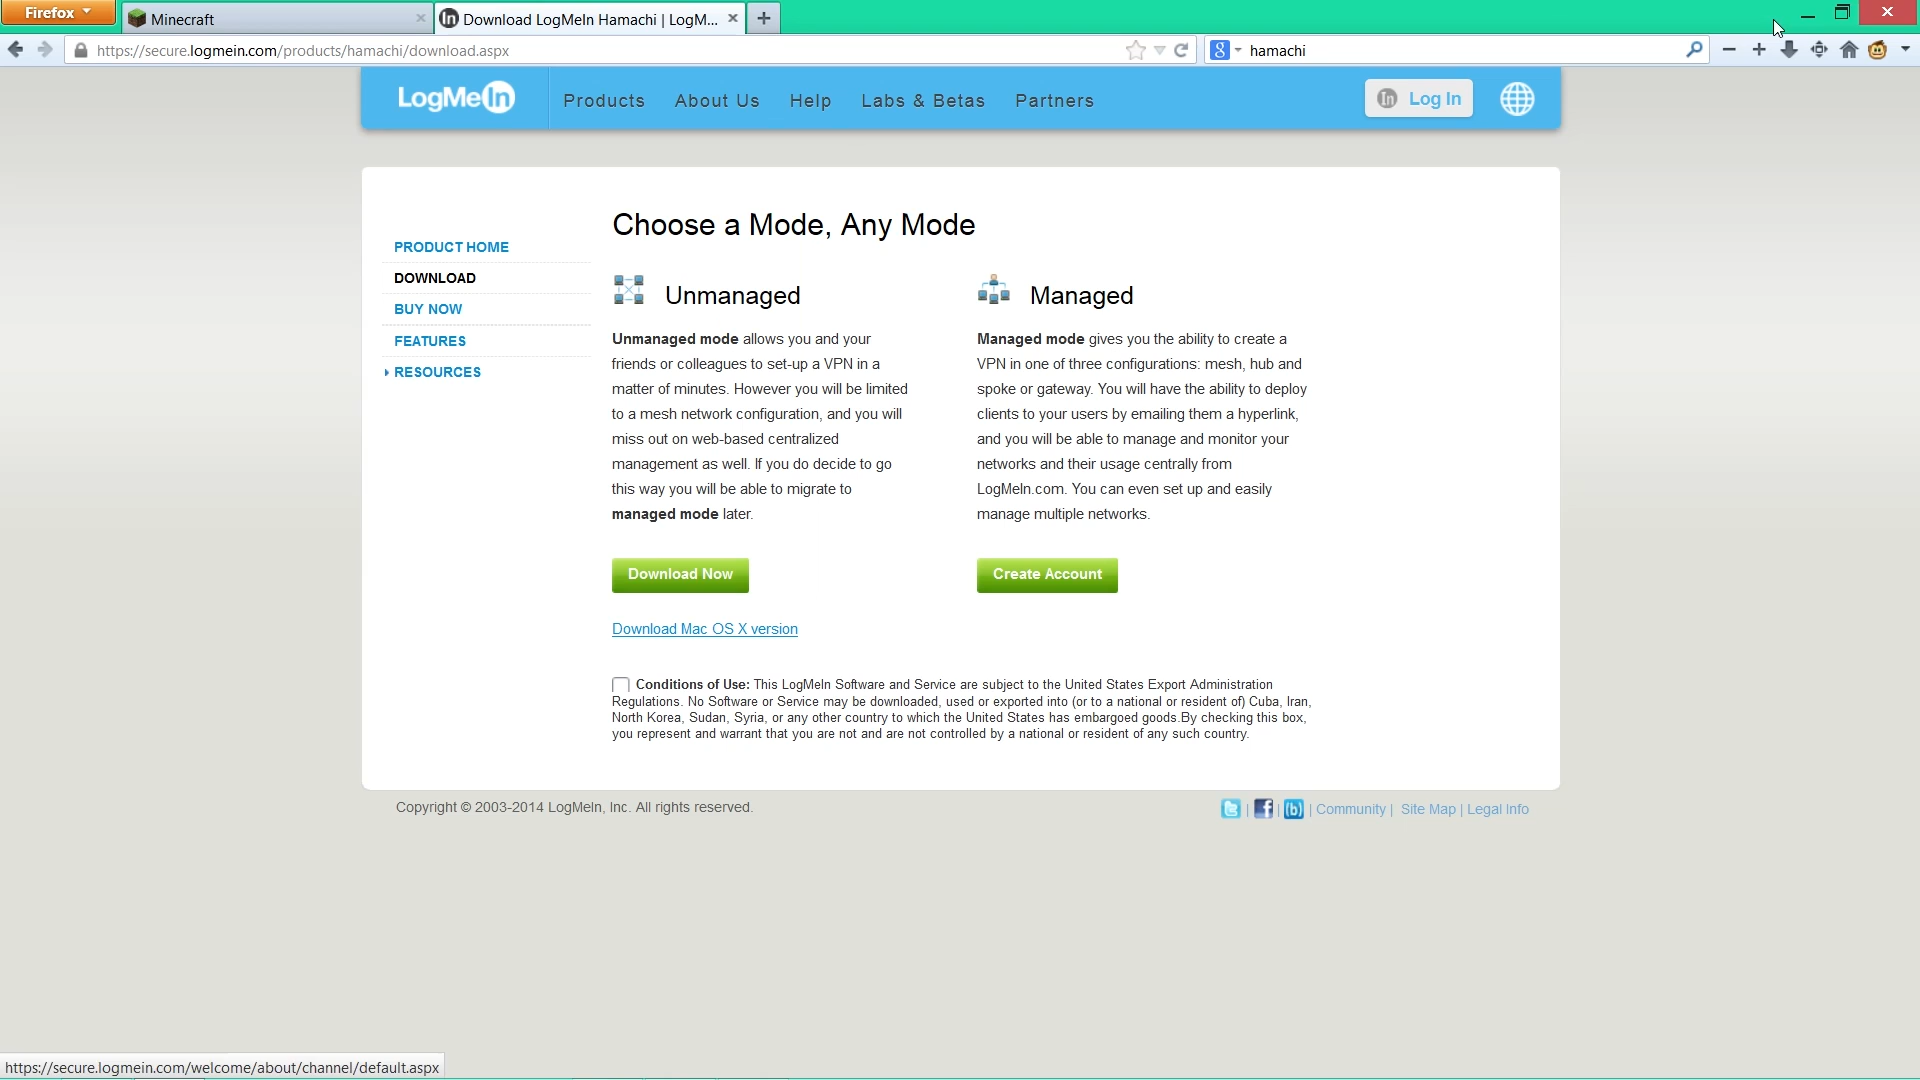 Firefox
Minecraft
Download LogMeIn Hamachi | LogM...
https://secure.logmein.com/products/hamachi/download.aspx
hamachi
LogMeIn
Products
About Us
Help
Labs & Betas
Partners
Log In
PRODUCT HOME
DOWNLOAD
BUY NOW
FEATURES
RESOURCES
Choose a Mode, Any Mode
Unmanaged
Unmanaged mode allows you and your
friends or colleagues to set-up a VPN in a
matter of minutes. However you will be limited
to a mesh network configuration, and you will
miss out on web-based centralized
management as well. If you do decide to go
this way you will be able to migrate to
managed mode later.
Download Now
Download Mac OS X version
Managed
Managed mode gives you the ability to create a
VPN in one of three configurations: mesh, hub and
spoke or gateway. You will have the ability to deploy
clients to your users by emailing them a hyperlink,
and you will be able to manage and monitor your
networks and their usage centrally from
LogMeIn.com. You can even set up and easily
manage multiple networks.
Create Account
Conditions of Use: This LogMeIn Software and Service are subject to the United States Export Administration
Regulations. No Software or Service may be downloaded, used or exported into (or to a national or resident of) Cuba, Iran,
North Korea, Sudan, Syria, or any other country to which the United States has embargoed goods.By checking this box,
you represent and warrant that you are not and are not controlled by a national or resident of any such country.
Copyright © 2003-2014 LogMeIn, Inc. All rights reserved.
| | | Community | Site Map | Legal Info
https://secure.logmein.com/welcome/about/channel/default.aspx